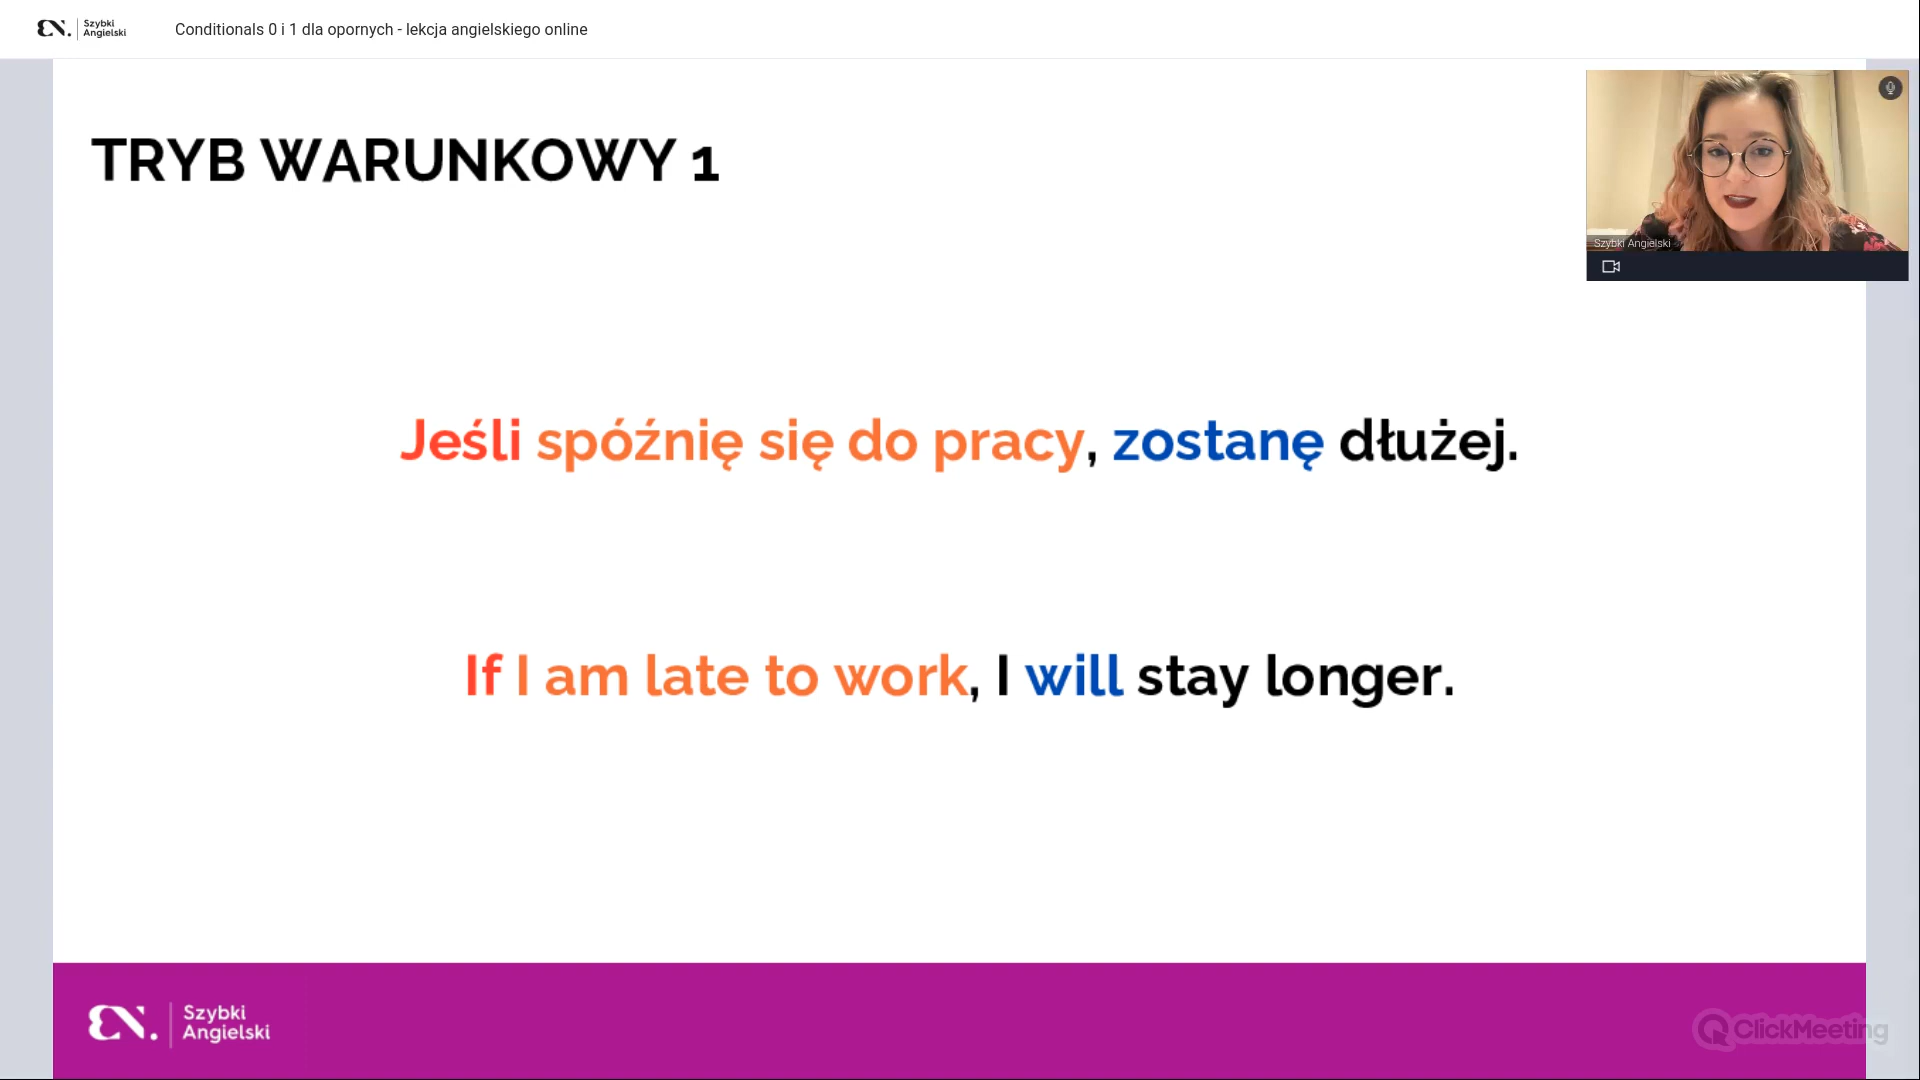 Szybki
Angielski
Conditionals 0 i 1 dla opornych - lekcja angielskiego online
TRYB WARUNKOWY 1
Szybki Angielski
Jeśli spóźnię się do pracy, zostanę dłużej.
If I am late to work, I will stay longer.
Szybki
Angielski
ClickMeeting